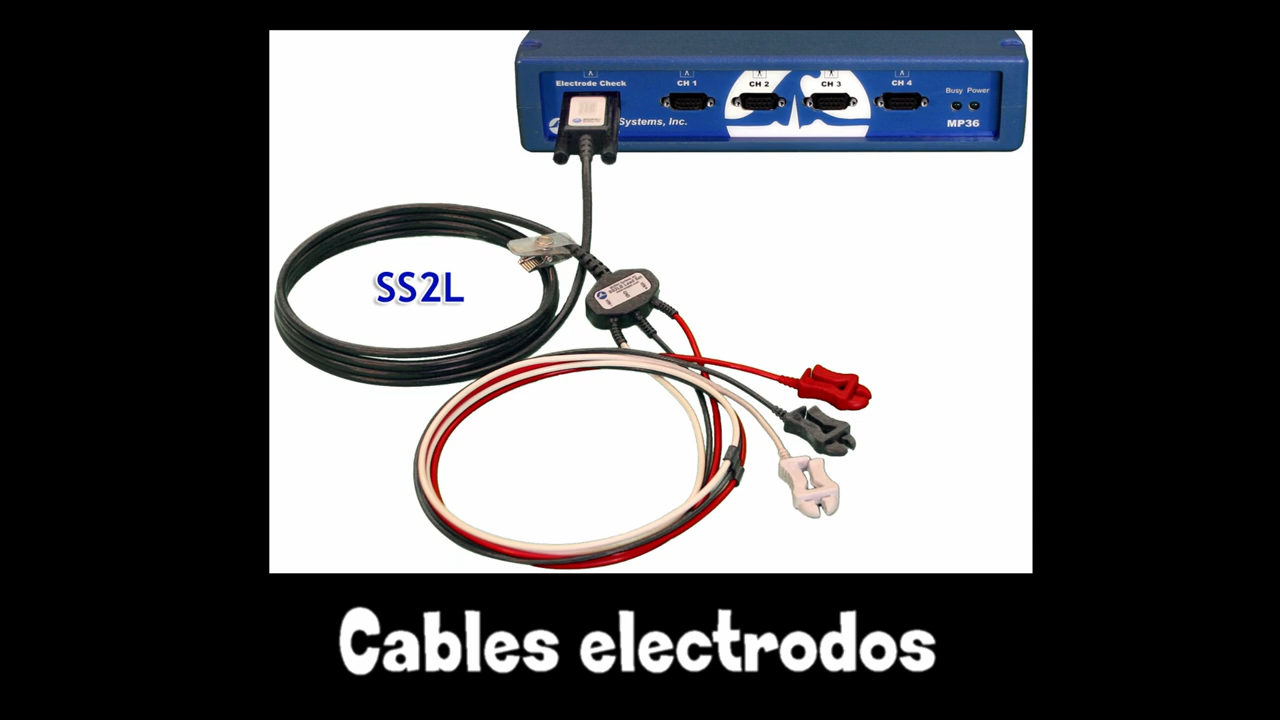 Electrode Check
CH 1
CH 2
CH 3
CH 4
Busy Power
Systems, Inc.
MP36
SS2L
Cables electrodos